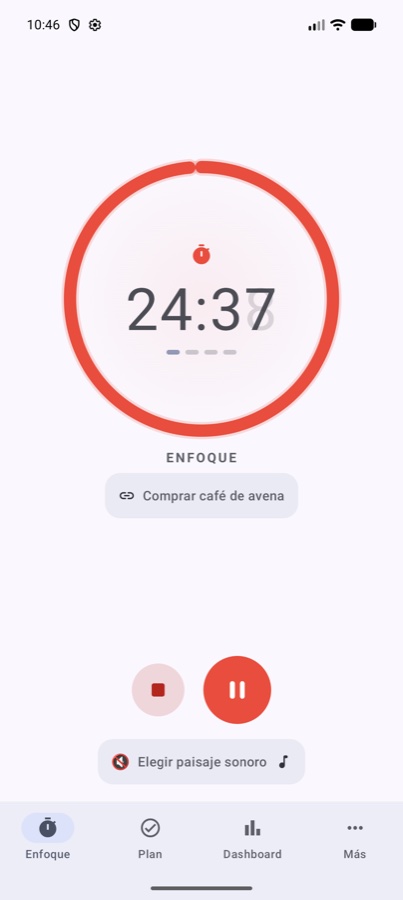 10:46
24:37
ENFOQUE
Comprar café de avena
Elegir paisaje sonoro
Enfoque
Plan
Dashboard
Más